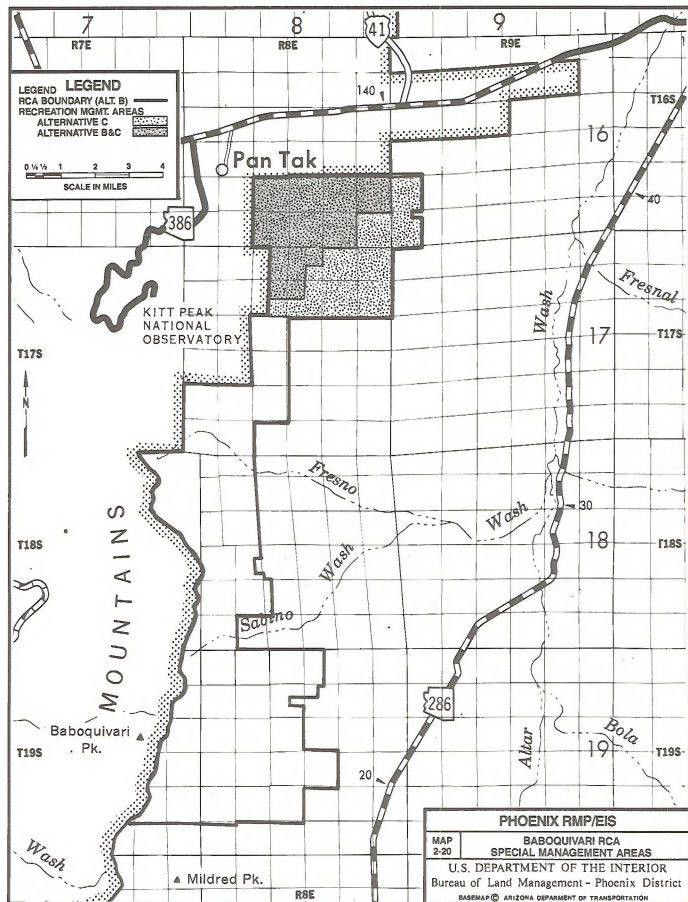 7
8
9
R7E
R8E
R9E
41
LEGEND
LEGEND
RCA BOUNDARY (ALT. B)
RECREATION MGMT. AREAS
ALTERNATIVE C
ALTERNATIVE B&C
0 ¼ ½ 1 2 3 4
SCALE IN MILES
140
T16S
16
Pan Tak
40
386
Wash
Fresnal
KITT PEAK
NATIONAL
OBSERVATORY
17
T17S
T17S
N
Fresno
Wash
30
18
T18S
T18S
Wash
Sabino
MOUNTAINS
286
Baboquivari
Pk.
Altar
Bola
19
T19S
T19S
20
Wash
Mildred Pk.
R8E
PHOENIX RMP/EIS
MAP
2-20
BABOQUIVARI RCA
SPECIAL MANAGEMENT AREAS
U.S. DEPARTMENT OF THE INTERIOR
Bureau of Land Management - Phoenix District
BASEMAP © ARIZONA DEPARTMENT OF TRANSPORTATION